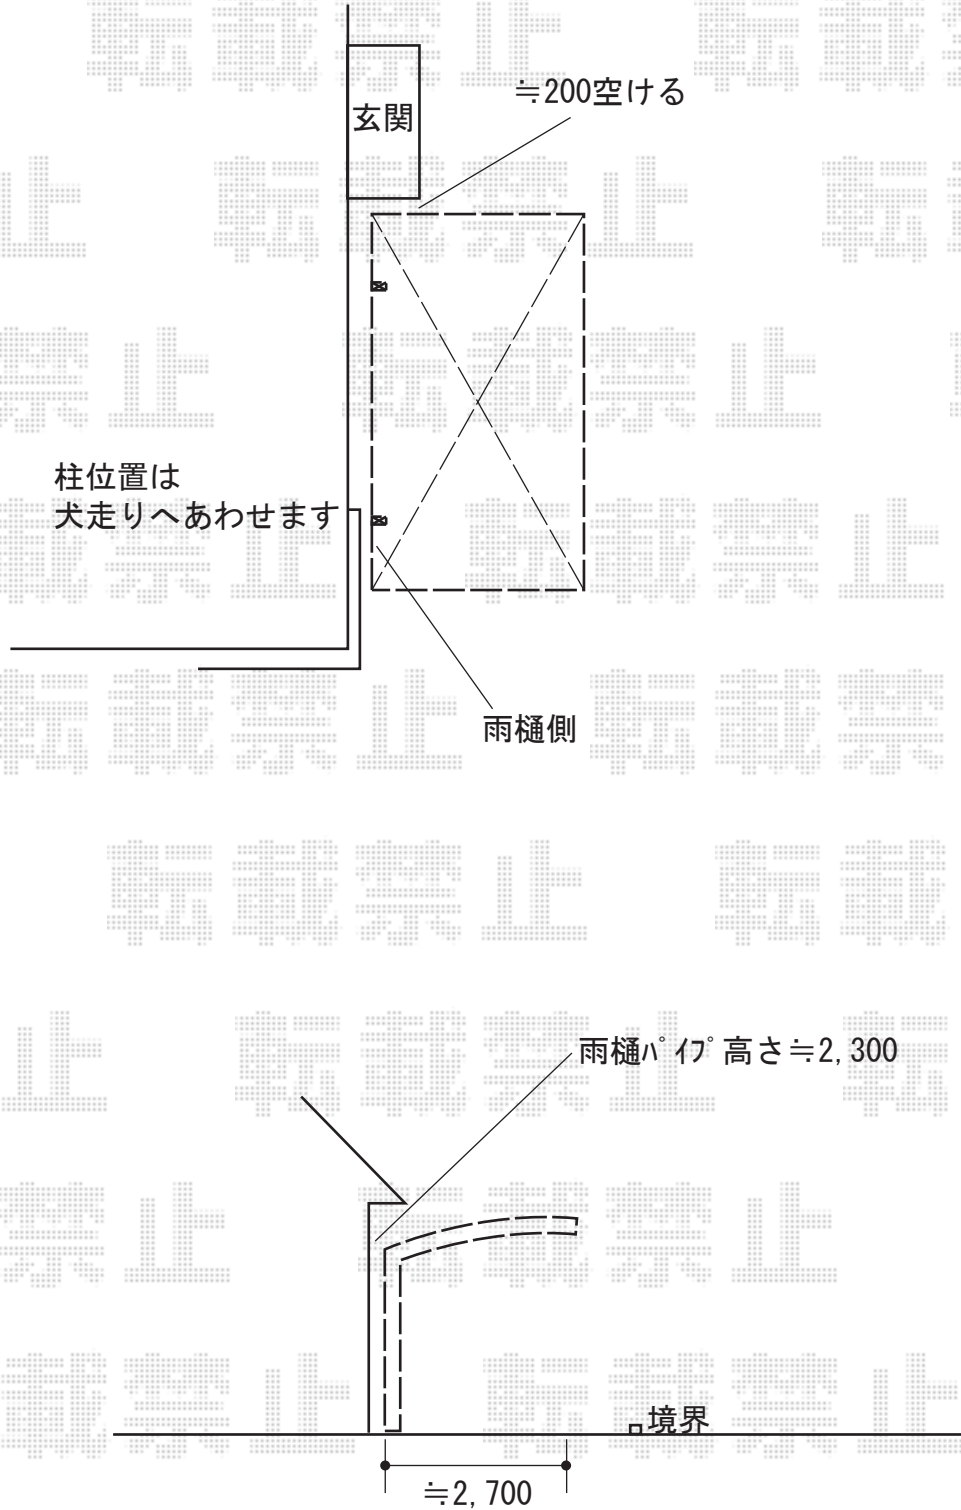 玄関
≒200空ける
柱位置は
犬走りへあわせます
雨樋側
雨樋ﾊﾟｲﾌﾟ高さ≒2,300
境界
≒2,700
転載禁止